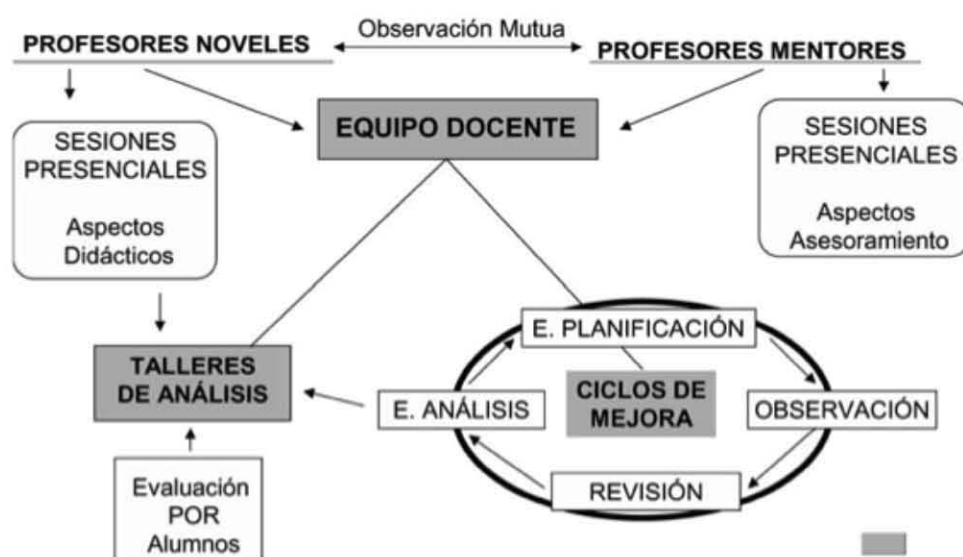 Observación Mutua
PROFESORES NOVELES
PROFESORES MENTORES
EQUIPO DOCENTE
SESIONES
PRESENCIALES
Aspectos
Didácticos
SESIONES
PRESENCIALES
Aspectos
Asesoramiento
E. PLANIFICACIÓN
TALLERES
DE ANÁLISIS
E. ANÁLISIS
CICLOS DE
MEJORA
OBSERVACIÓN
REVISIÓN
Evaluación
POR
Alumnos